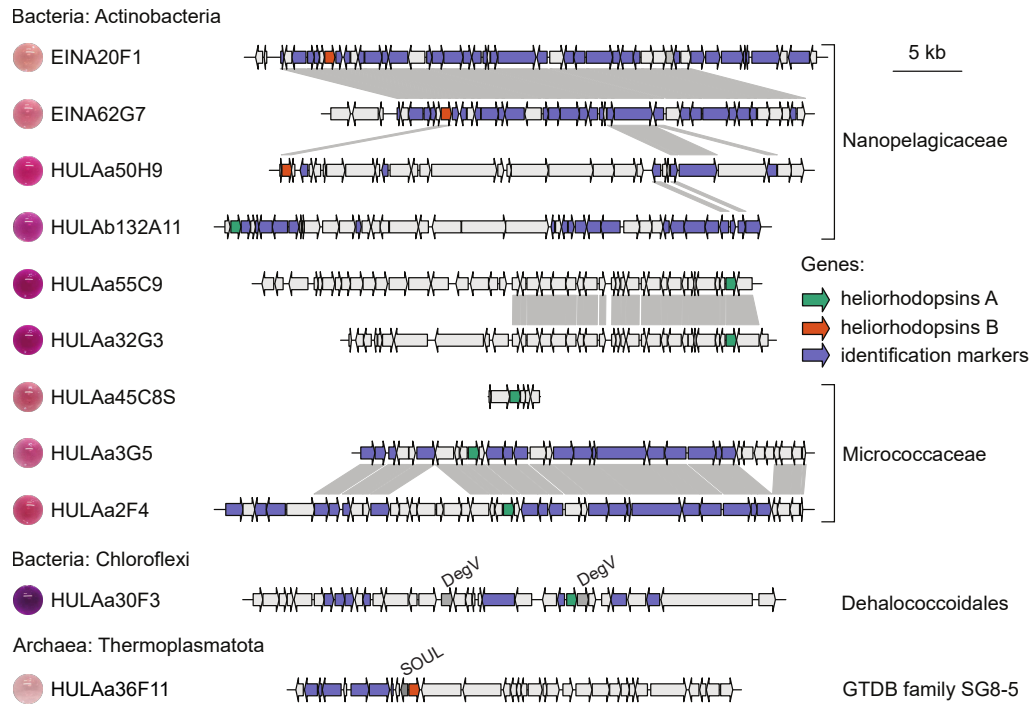 Bacteria: Actinobacteria
EINA20F1
5 kb
EINA62G7
Nanopelagicaceae
HULAa50H9
HULAb132A11
HULAa55C9
Genes:
heliorhodopsins A
heliorhodopsins B
identification markers
HULAa32G3
HULAa45C8S
HULAa3G5
Micrococcaceae
HULAa2F4
Bacteria: Chloroflexi
DegV
DegV
HULAa30F3
Dehalococcoidales
Archaea: Thermoplasmatota
SOUL
HULAa36F11
GTDB family SG8-5